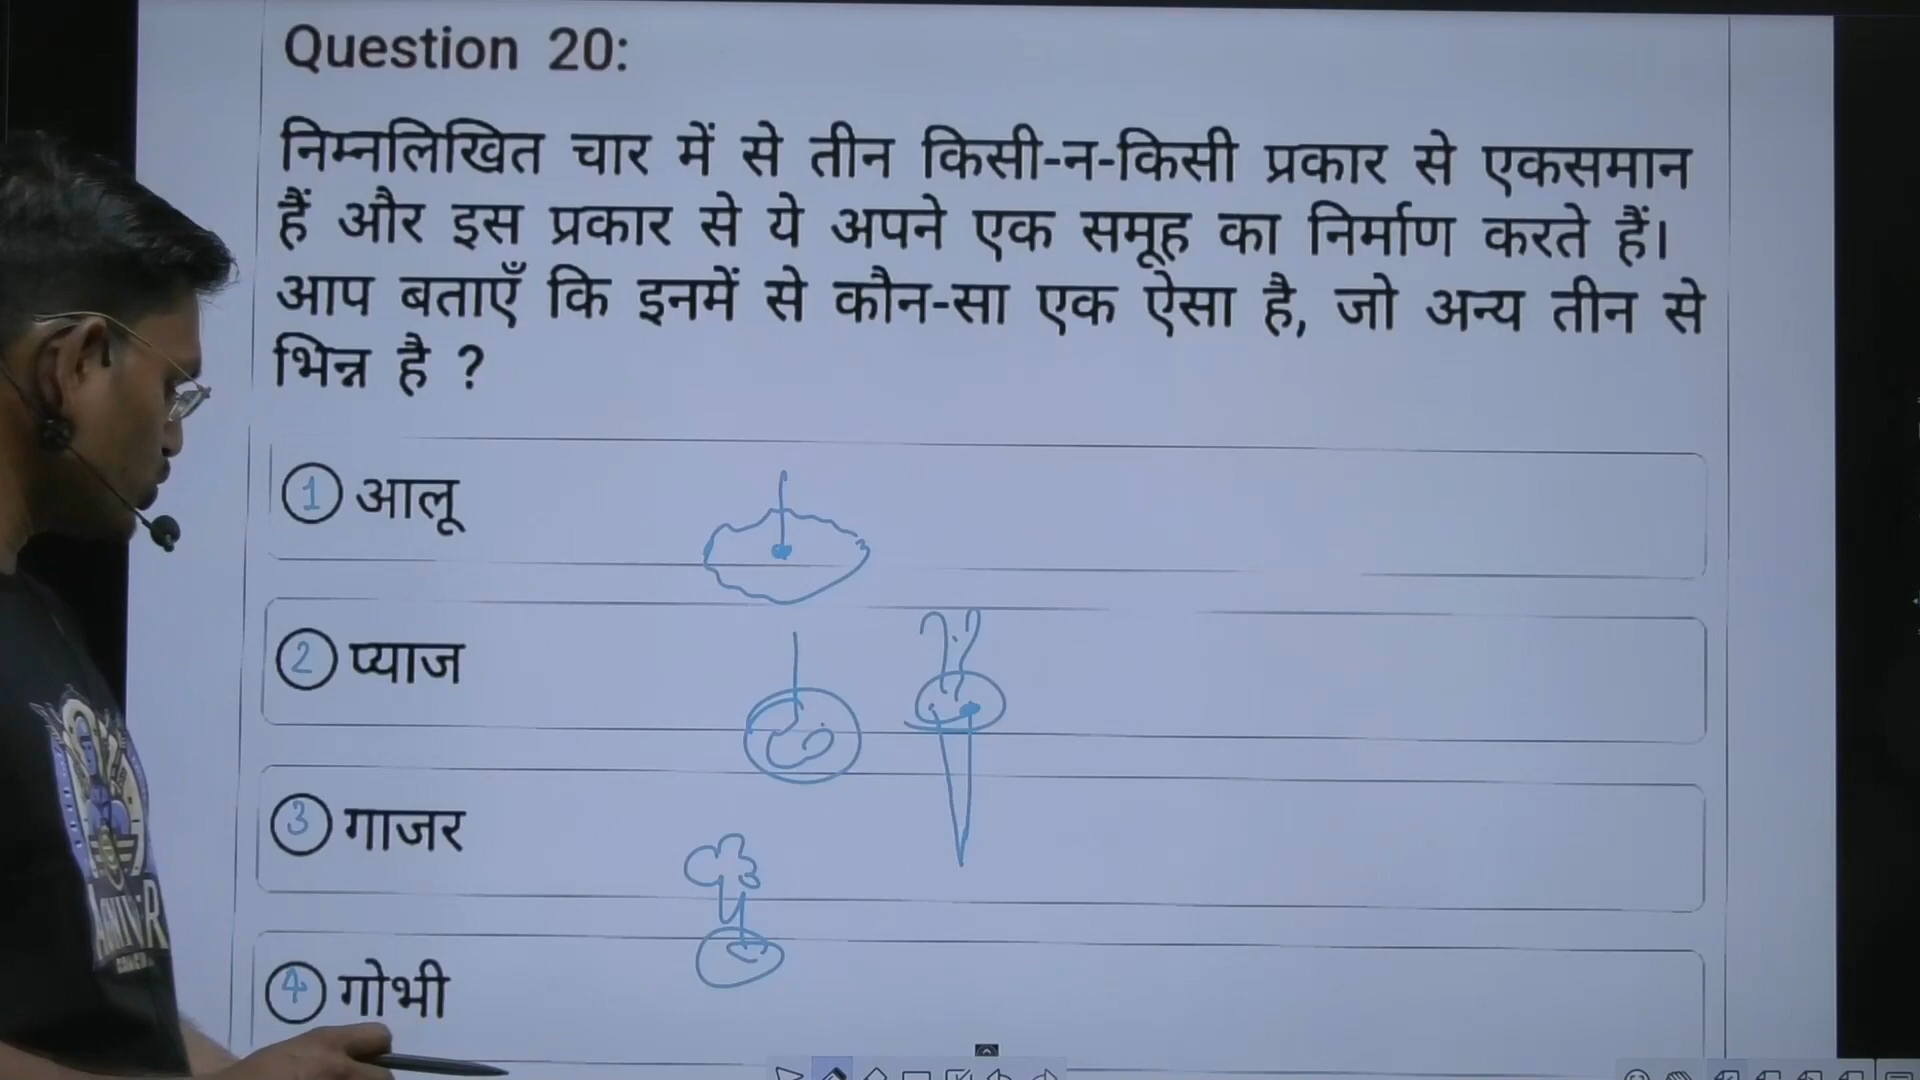 Question 20:
निम्नलिखित चार में से तीन किसी-न-किसी प्रकार से एकसमान
हैं और इस प्रकार से ये अपने एक समूह का निर्माण करते हैं।
आप बताएँ कि इनमें से कौन-सा एक ऐसा है, जो अन्य तीन से
भिन्न है ?
1 आलू
2 प्याज
3 गाजर
4 गोभी